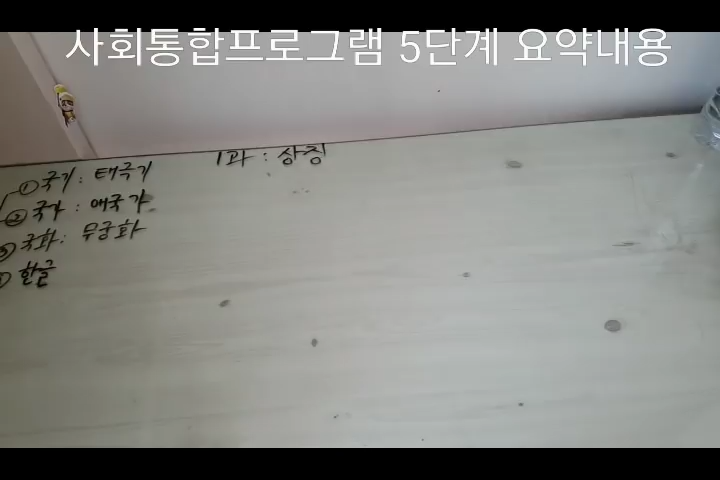 사회통합프로그램 5단계 요약내용
1과 : 상징
① 국기 : 태극기
② 국가 : 애국가
③ 국화 : 무궁화
한글